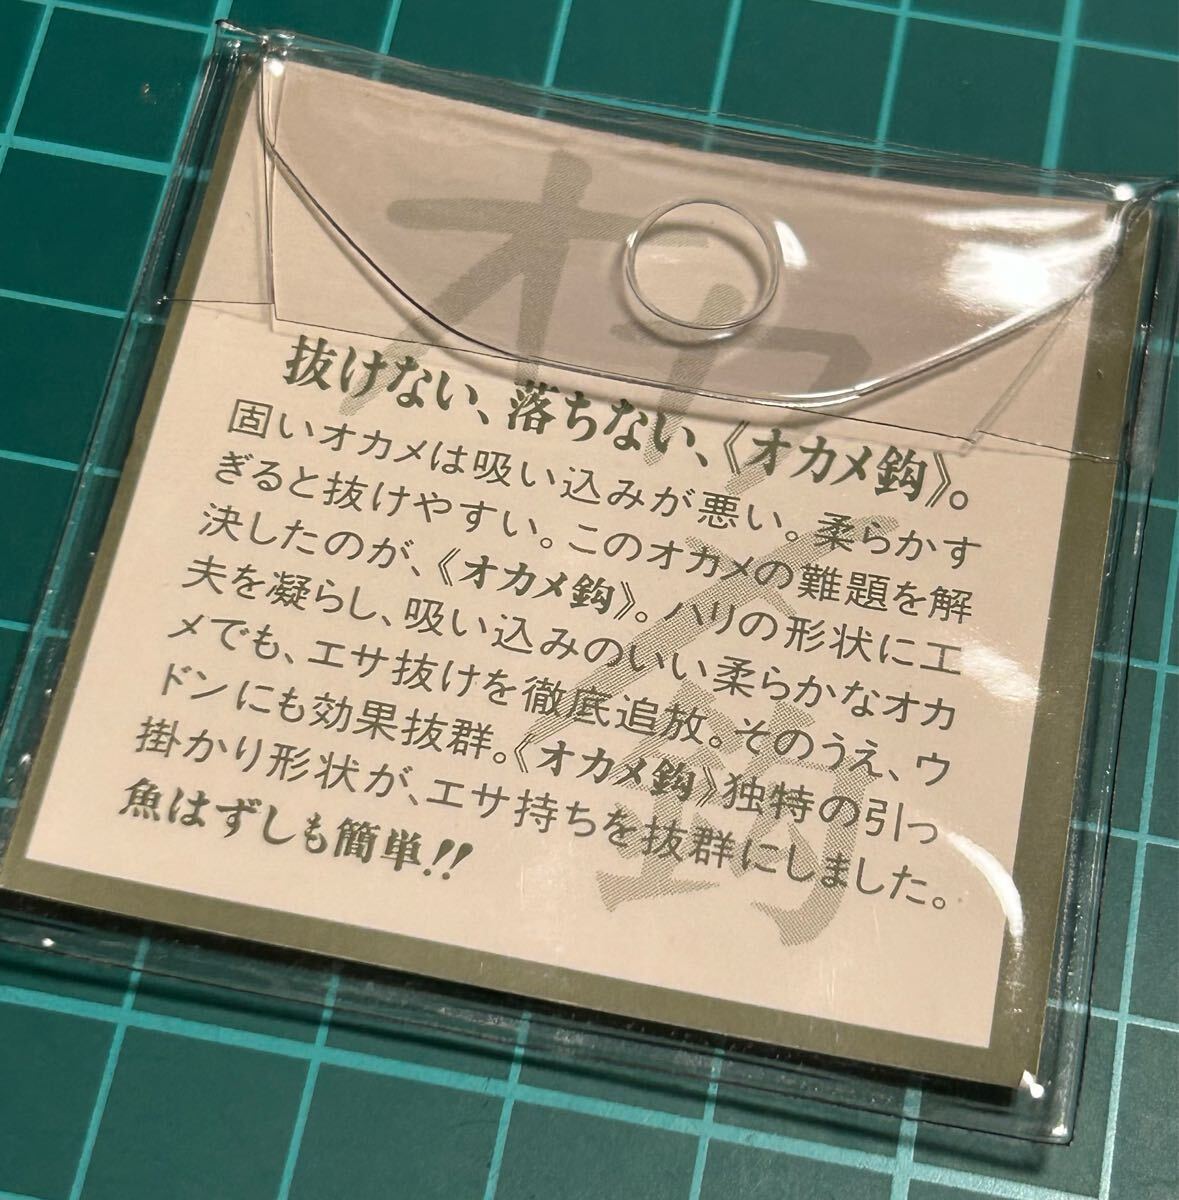 オカメ鈎
抜けない、落ちない、《オカメ鈎》。
固いオカメは吸い込みが悪い。柔らかす
ぎると抜けやすい。このオカメの難題を解
決したのが、《オカメ鈎》。ハリの形状に工
夫を凝らし、吸い込みのいい柔らかなオカ
メでも、エサ抜けを徹底追放。そのうえ、ウ
ドンにも効果抜群。《オカメ鈎》独特の引っ
掛かり形状が、エサ持ちを抜群にしました。
魚はずしも簡単!!